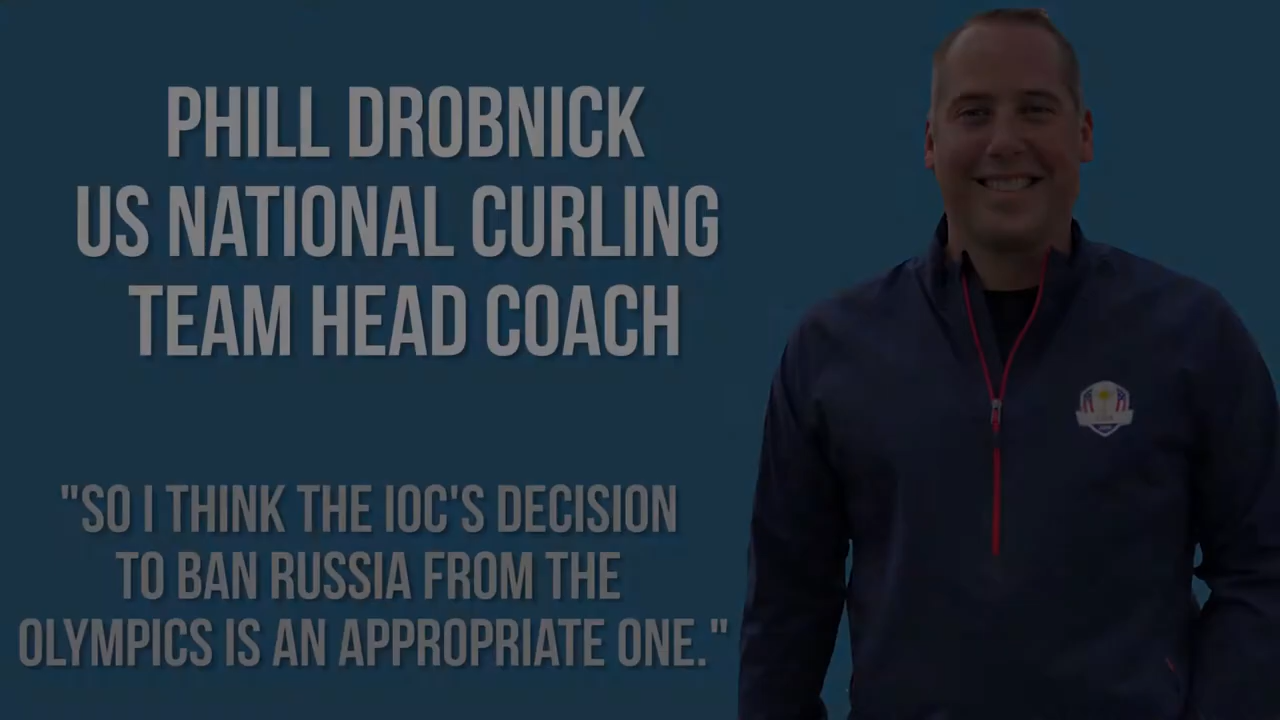 PHILL DROBNICK
US NATIONAL CURLING
TEAM HEAD COACH
"SO I THINK THE IOC'S DECISION
TO BAN RUSSIA FROM THE
OLYMPICS IS AN APPROPRIATE ONE."